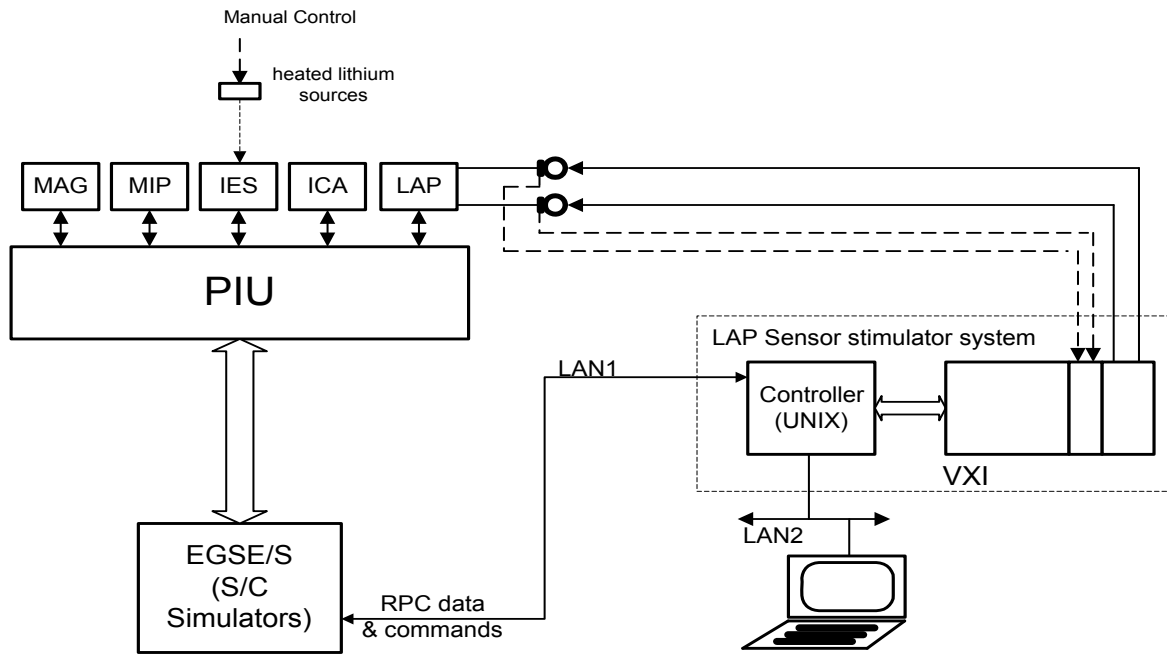 Manual Control
heated lithium
sources
MAG
MIP
IES
ICA
LAP
PIU
LAP Sensor stimulator system
LAN1
Controller
(UNIX)
VXI
LAN2
EGSE/S
(S/C
Simulators)
RPC data
& commands